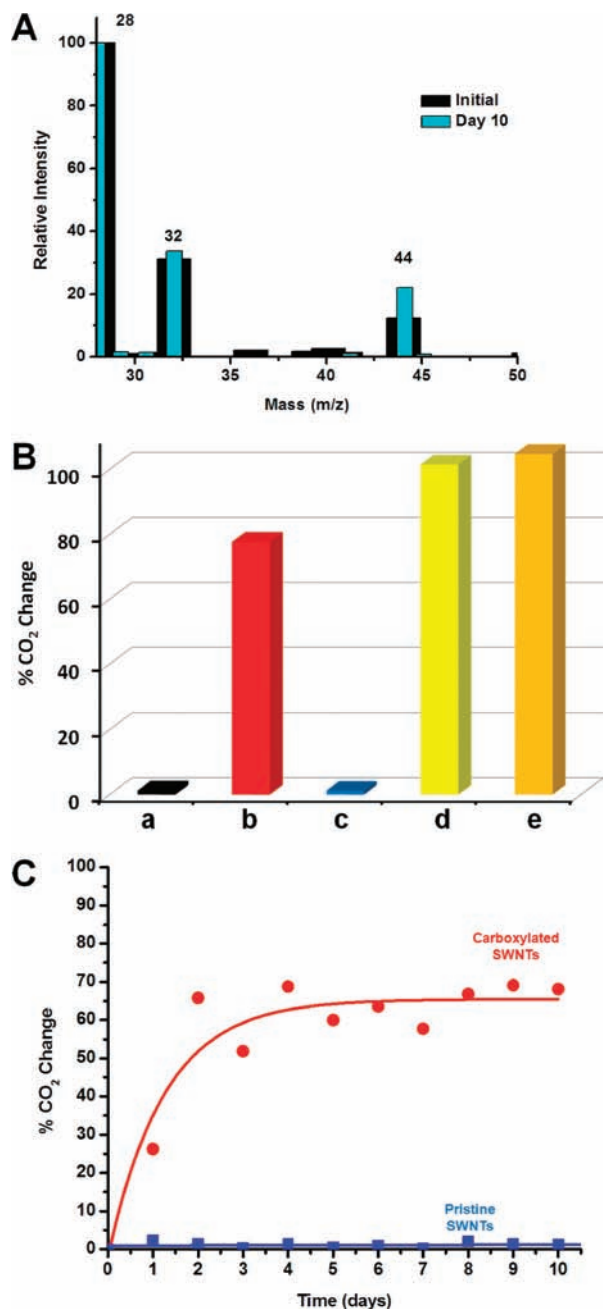 A
28
100
80
60
40
20
0
Relative Intensity
Initial
Day 10
32
44
30
35
40
45
50
Mass (m/z)
B
100
80
60
40
20
0
% CO₂ Change
a
b
c
d
e
C
100
90
80
70
60
50
40
30
20
10
0
% CO₂ Change
Carboxylated
SWNTs
Pristine
SWNTs
0
1
2
3
4
5
6
7
8
9
10
Time (days)